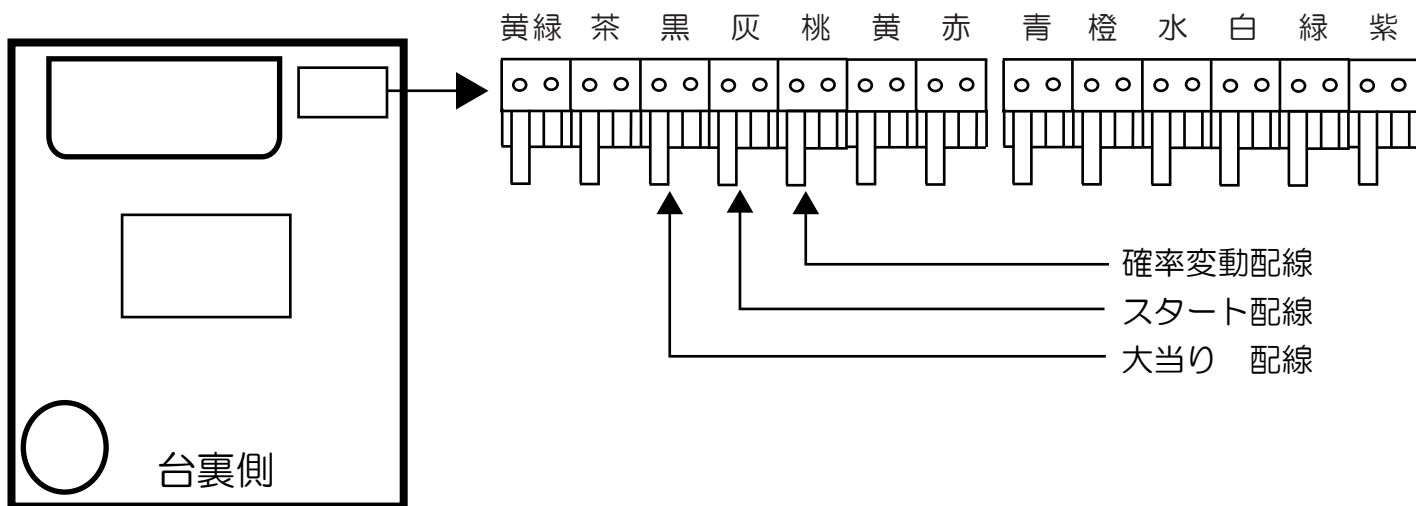 黄緑 茶 黒 灰 桃 黄 赤 青 橙 水 白 緑 紫
確率変動配線
スタート配線
大当り　配線
台裏側